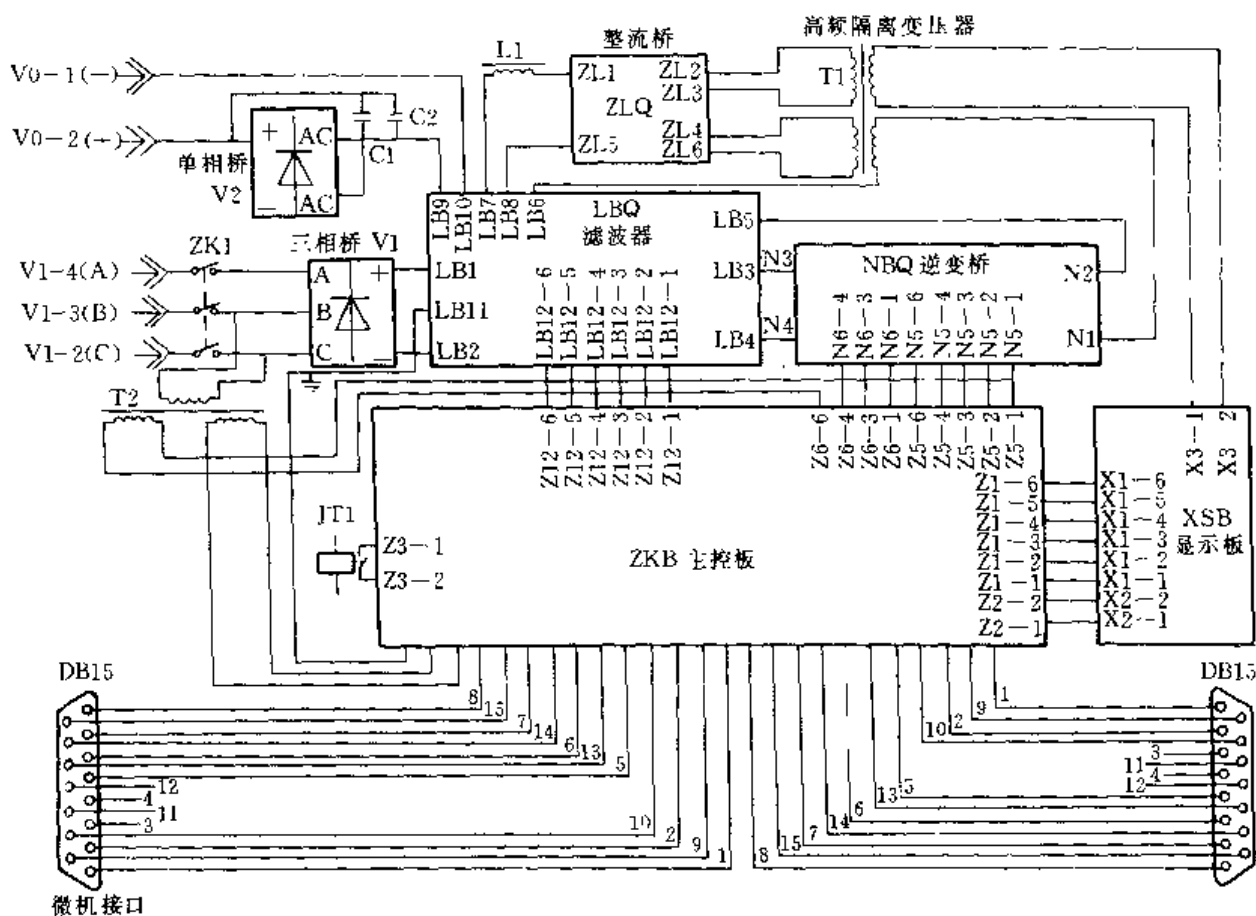 高频隔离变压器
整流桥
L1
V0-1(-)
ZL1
ZL2
ZL3
T1
ZLQ
ZL4
ZL5
ZL6
C2
V0-2(+)
+
AC
C1
单相桥
V2
-
AC
LB9
LB10
LB7
LB8
LB6
LBQ
滤波器
LB5
三相桥 V1
ZK1
V1-4(A)
A
+
LB1
LB3
N3
NBQ 逆变桥
N2
V1-3(B)
B
LB11
V1-2(C)
C
-
LB2
LB4
N4
N1
LB12-6
LB12-5
LB12-4
LB12-3
LB12-2
LB12-1
N6-4
N6-3
N6-1
N5-6
N5-4
N5-3
N5-2
N5-1
T2
Z12-6
Z12-5
Z12-4
Z12-3
Z12-2
Z12-1
Z6-6
Z6-4
Z6-3
Z6-1
Z5-6
Z5-4
Z5-3
Z5-2
Z5-1
X3-1
X3 2
Z1-6
Z1-5
Z1-4
Z1-3
Z1-2
Z1-1
Z2-2
Z2-1
X1-6
X1-5
X1-4
X1-3
X1-2
X1-1
X2-2
X2-1
XSB
显示板
JT1
Z3-1
Z3-2
ZKB 主控板
DB15
8
15
7
14
6
13
5
12
4
11
3
10
2
9
1
DB15
1
9
2
10
3
11
4
12
5
13
6
14
7
15
8
微机接口